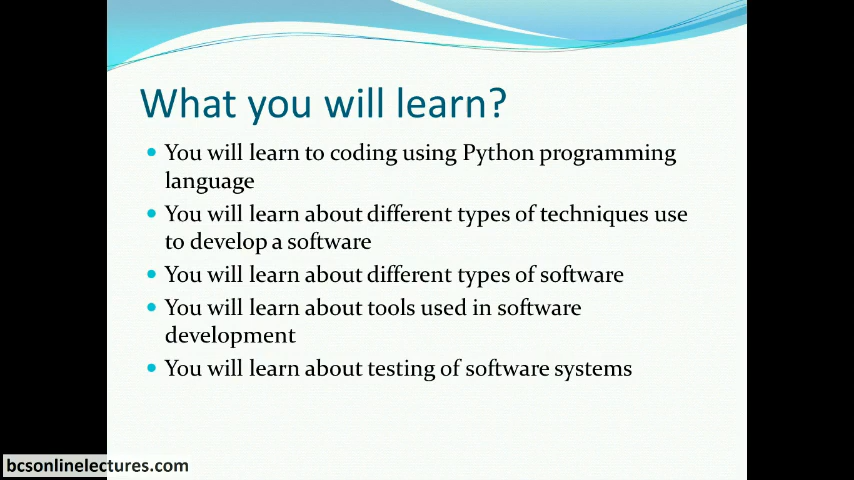 What you will learn?
• You will learn to coding using Python programming
language
• You will learn about different types of techniques use
to develop a software
• You will learn about different types of software
• You will learn about tools used in software
development
• You will learn about testing of software systems
bcsonlinelectures.com